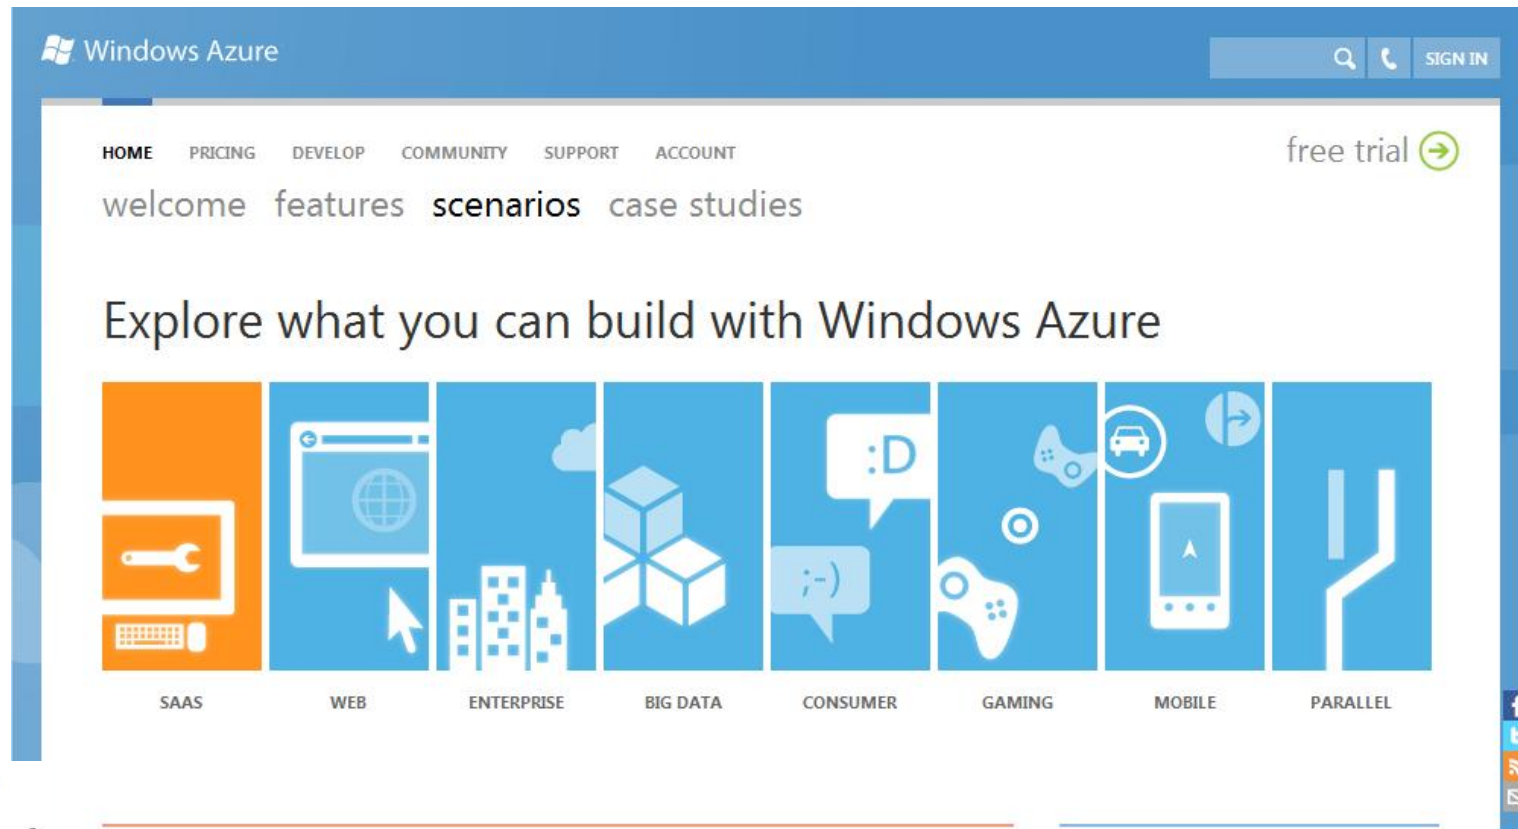 Windows Azure
SIGN IN
HOME PRICING DEVELOP COMMUNITY SUPPORT ACCOUNT
free trial
welcome features scenarios case studies
Explore what you can build with Windows Azure
:D
;-)
SAAS WEB ENTERPRISE BIG DATA CONSUMER GAMING MOBILE PARALLEL